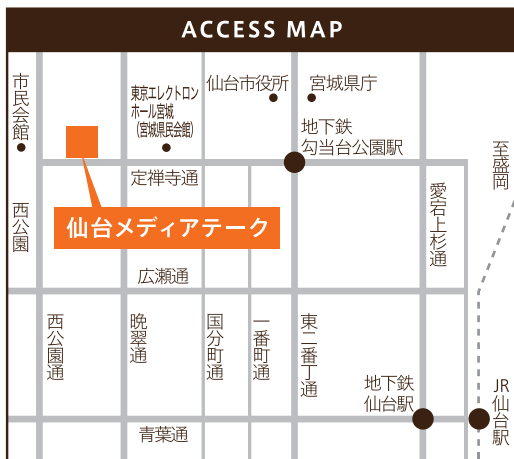 ACCESS MAP
市民会館
東京エレクトロン
ホール宮城
(宮城県民会館)
仙台市役所
宮城県庁
地下鉄
勾当台公園駅
至盛岡
定禅寺通
愛宕上杉通
西公園
仙台メディアテーク
広瀬通
西公園通
晩翠通
国分町通
一番町通
東二番丁通
地下鉄
仙台駅
JR
仙台駅
青葉通